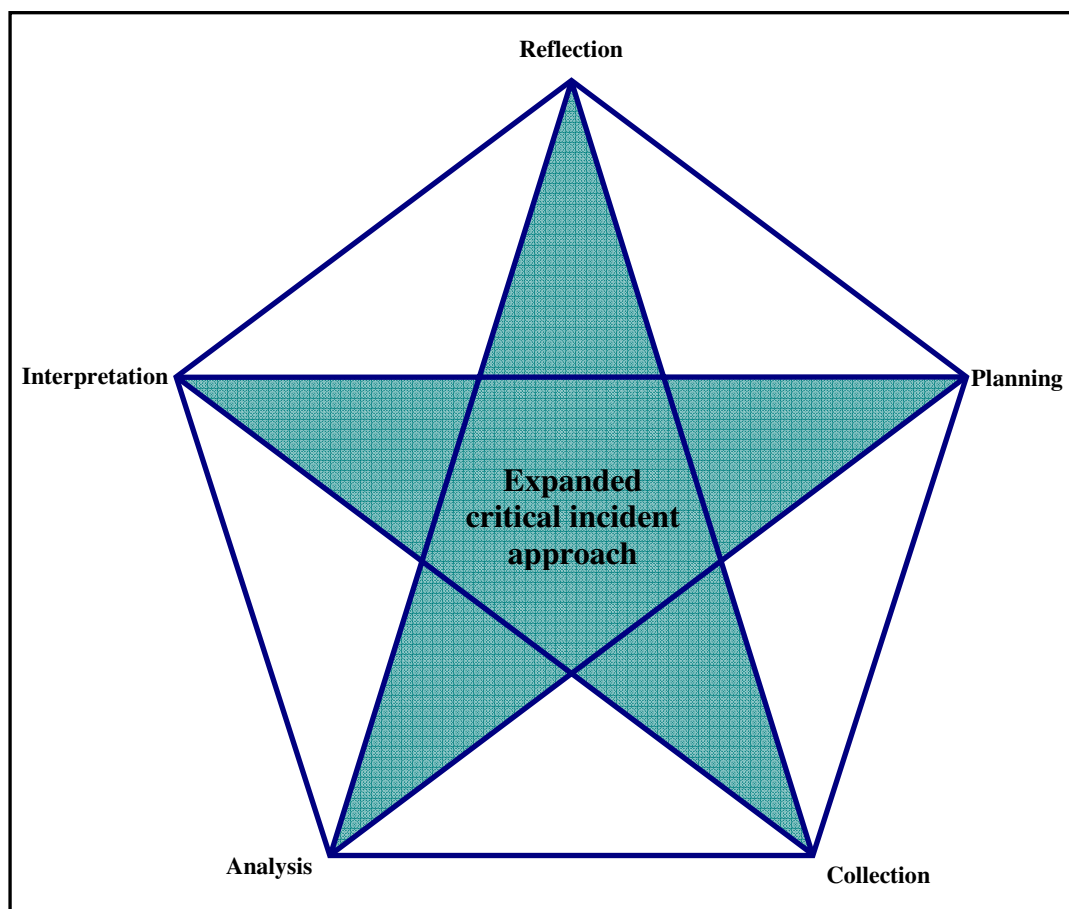 Reflection
Interpretation
Planning
Expanded
critical incident
approach
Analysis
Collection